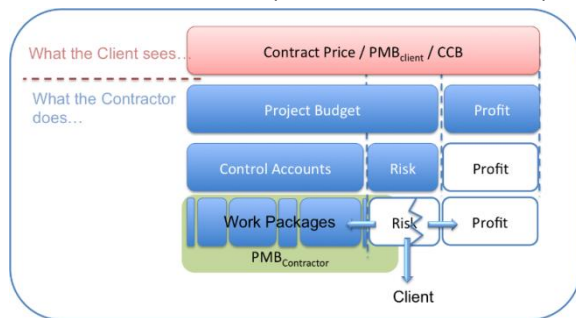 What the Client sees…
Contract Price / PMBclient / CCB
What the Contractor does…
Project Budget
Profit
Control Accounts
Risk
Profit
Work Packages
Risk
Profit
PMBContractor
Client